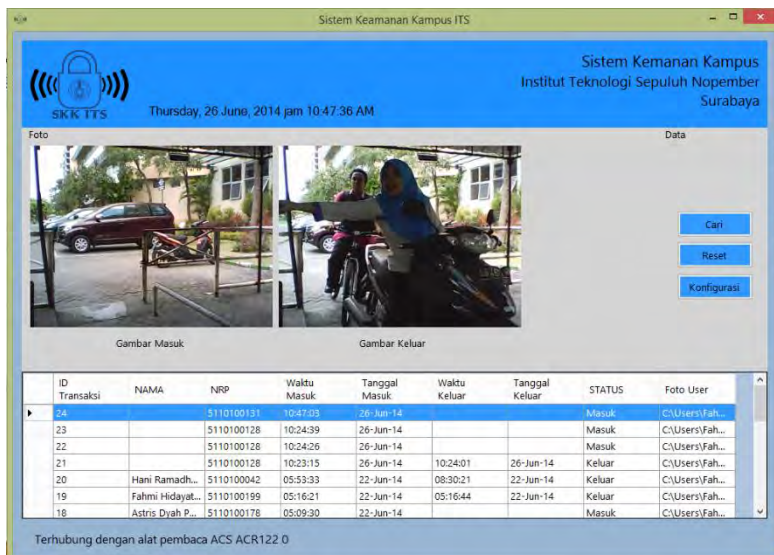 Sistem Keamanan Kampus ITS
Sistem Kemanan Kampus
Institut Teknologi Sepuluh Nopember
Surabaya
SKK ITS
Thursday, 26 June, 2014 jam 10:47:36 AM
Foto
Data
Cari
Reset
Konfigurasi
Gambar Masuk
Gambar Keluar
ID Transaksi NAMA NRP Waktu Masuk Tanggal Masuk Waktu Keluar Tanggal Keluar STATUS Foto User
24 5110100131 10:47:03 26-Jun-14 Masuk C:\Users\Fah...
23 5110100128 10:24:39 26-Jun-14 Masuk C:\Users\Fah...
22 5110100128 10:24:26 26-Jun-14 Masuk C:\Users\Fah...
21 5110100128 10:23:15 26-Jun-14 10:24:01 26-Jun-14 Keluar C:\Users\Fah...
20 Hani Ramadh... 5110100042 05:53:33 22-Jun-14 08:30:21 22-Jun-14 Keluar C:\Users\Fah...
19 Fahmi Hidayat... 5110100199 05:16:21 22-Jun-14 05:16:44 22-Jun-14 Keluar C:\Users\Fah...
18 Astris Dyah P... 5110100178 05:09:30 22-Jun-14 Masuk C:\Users\Fah...
Terhubung dengan alat pembaca ACS ACR122 0